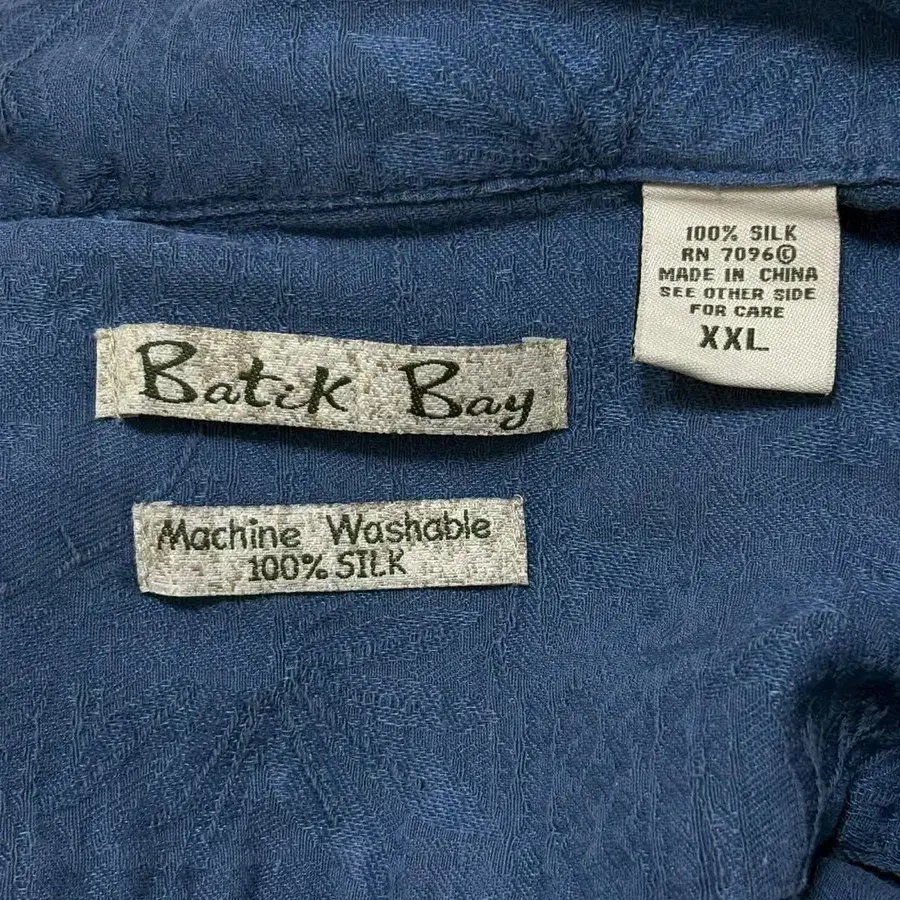 Batik Bay
Machine Washable
100% SILK
100% SILK
RN 7096©
MADE IN CHINA
SEE OTHER SIDE
FOR CARE
XXL